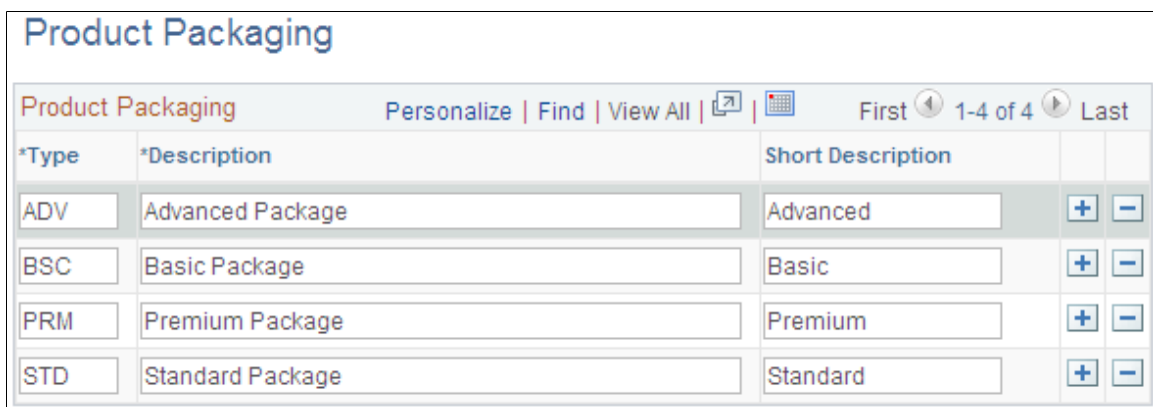 Product Packaging
Product Packaging Personalize | Find | View All | | First 1-4 of 4 Last
*Type *Description Short Description
ADV Advanced Package Advanced
BSC Basic Package Basic
PRM Premium Package Premium
STD Standard Package Standard